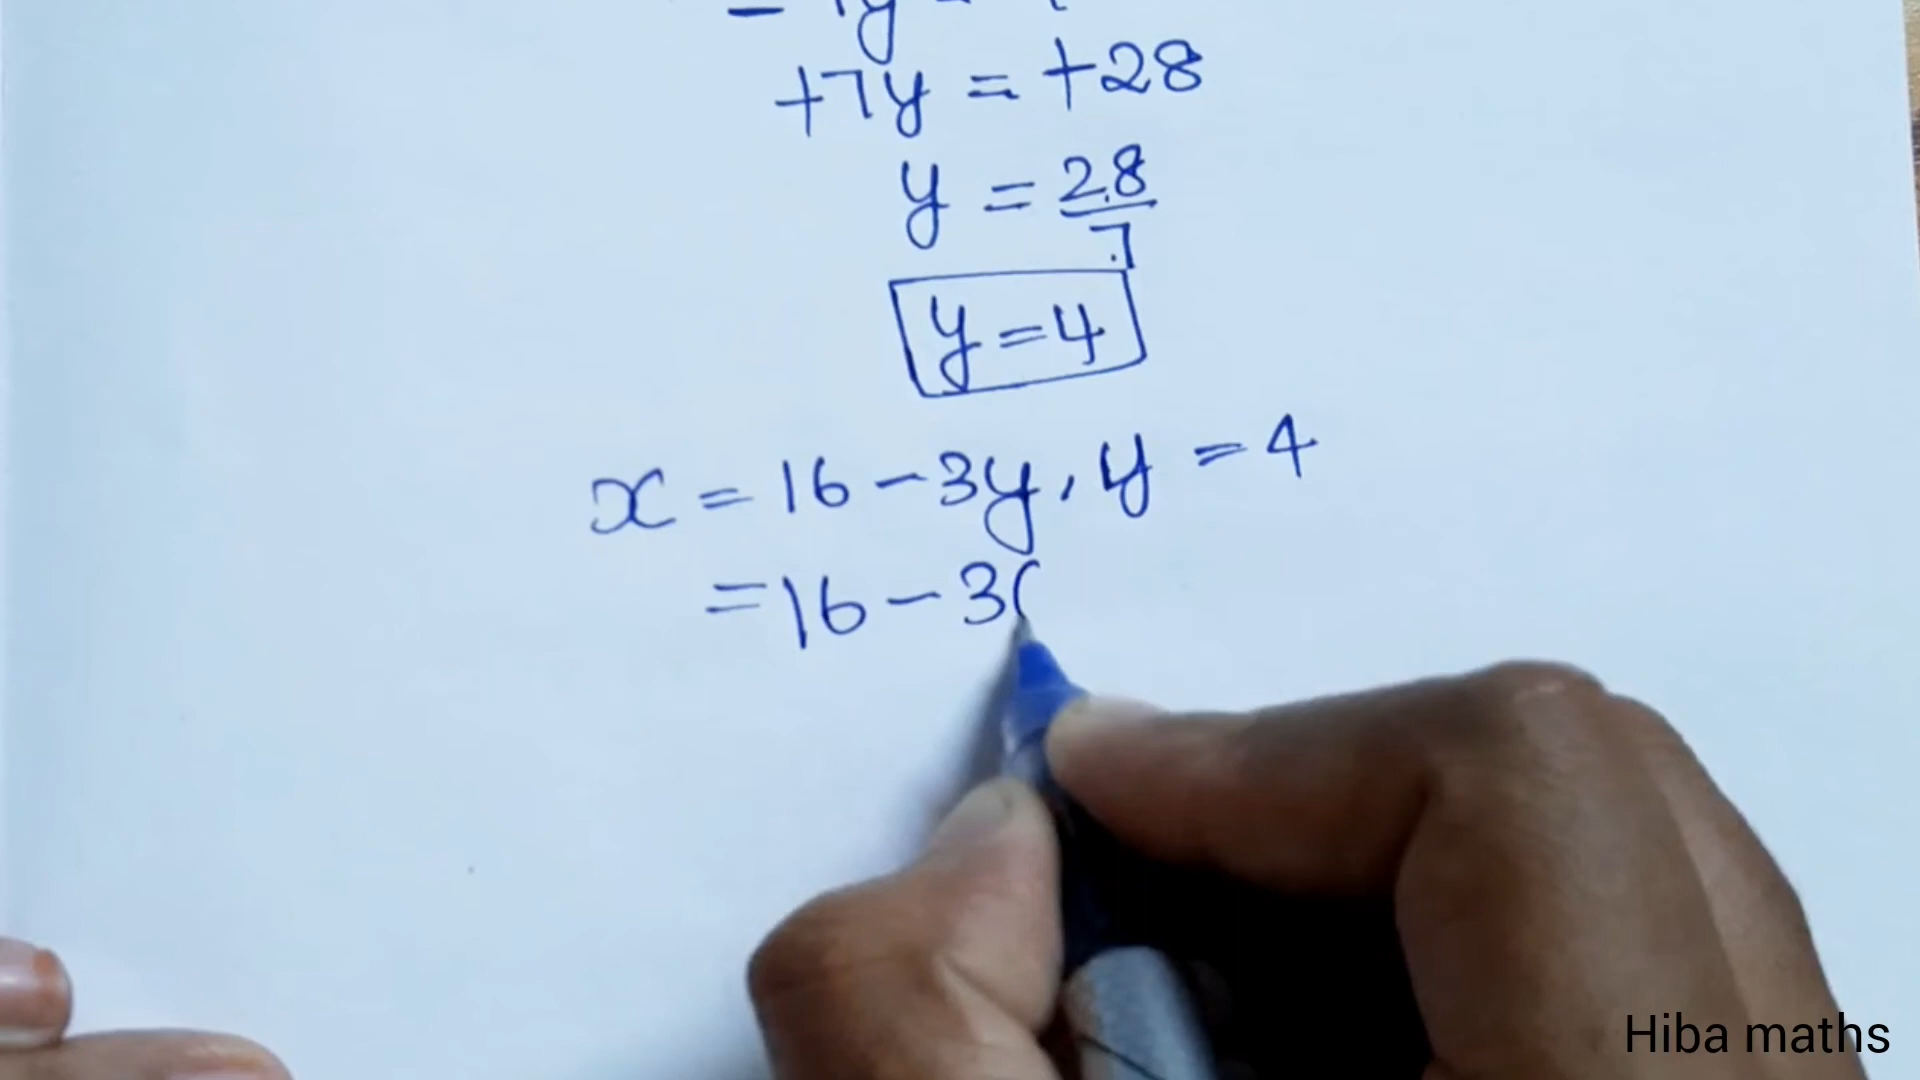 +7y = +28
y = 28/7
y = 4
x = 16 - 3y, y = 4
= 16 - 3(
Hiba maths